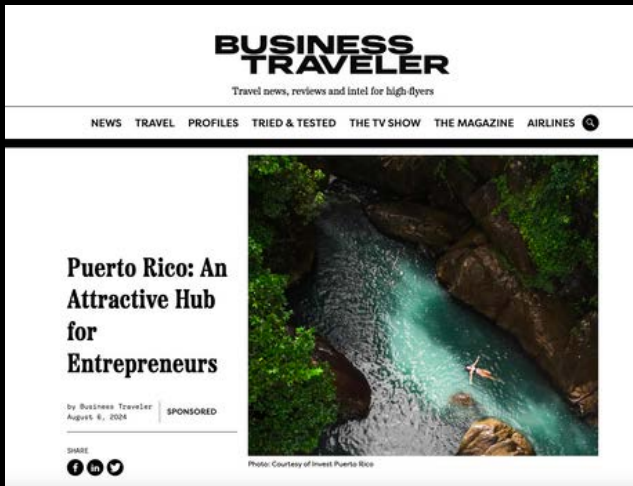 BUSINESS
TRAVELER
Travel news, reviews and intel for high-flyers
NEWS TRAVEL PROFILES TRIED & TESTED THE TV SHOW THE MAGAZINE AIRLINES
Puerto Rico: An
Attractive Hub
for
Entrepreneurs
by Business Traveler
August 6, 2024
SPONSORED
SHARE
Photo: Courtesy of Invest Puerto Rico